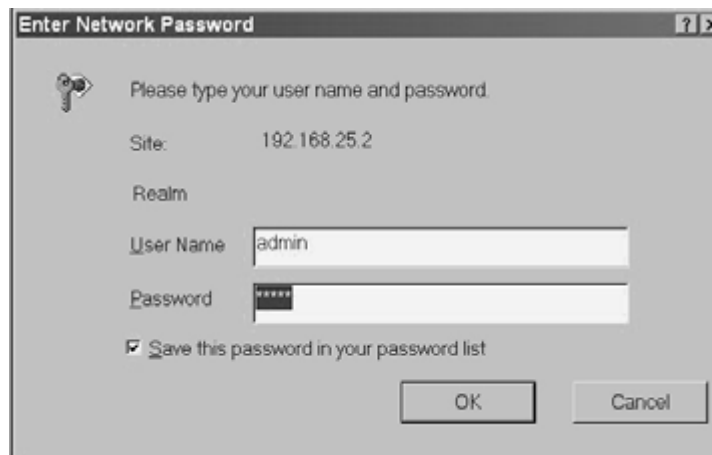 Enter Network Password
Please type your user name and password.
Site: 192.168.25.2
Realm
User Name admin
Password *****
Save this password in your password list
OK Cancel